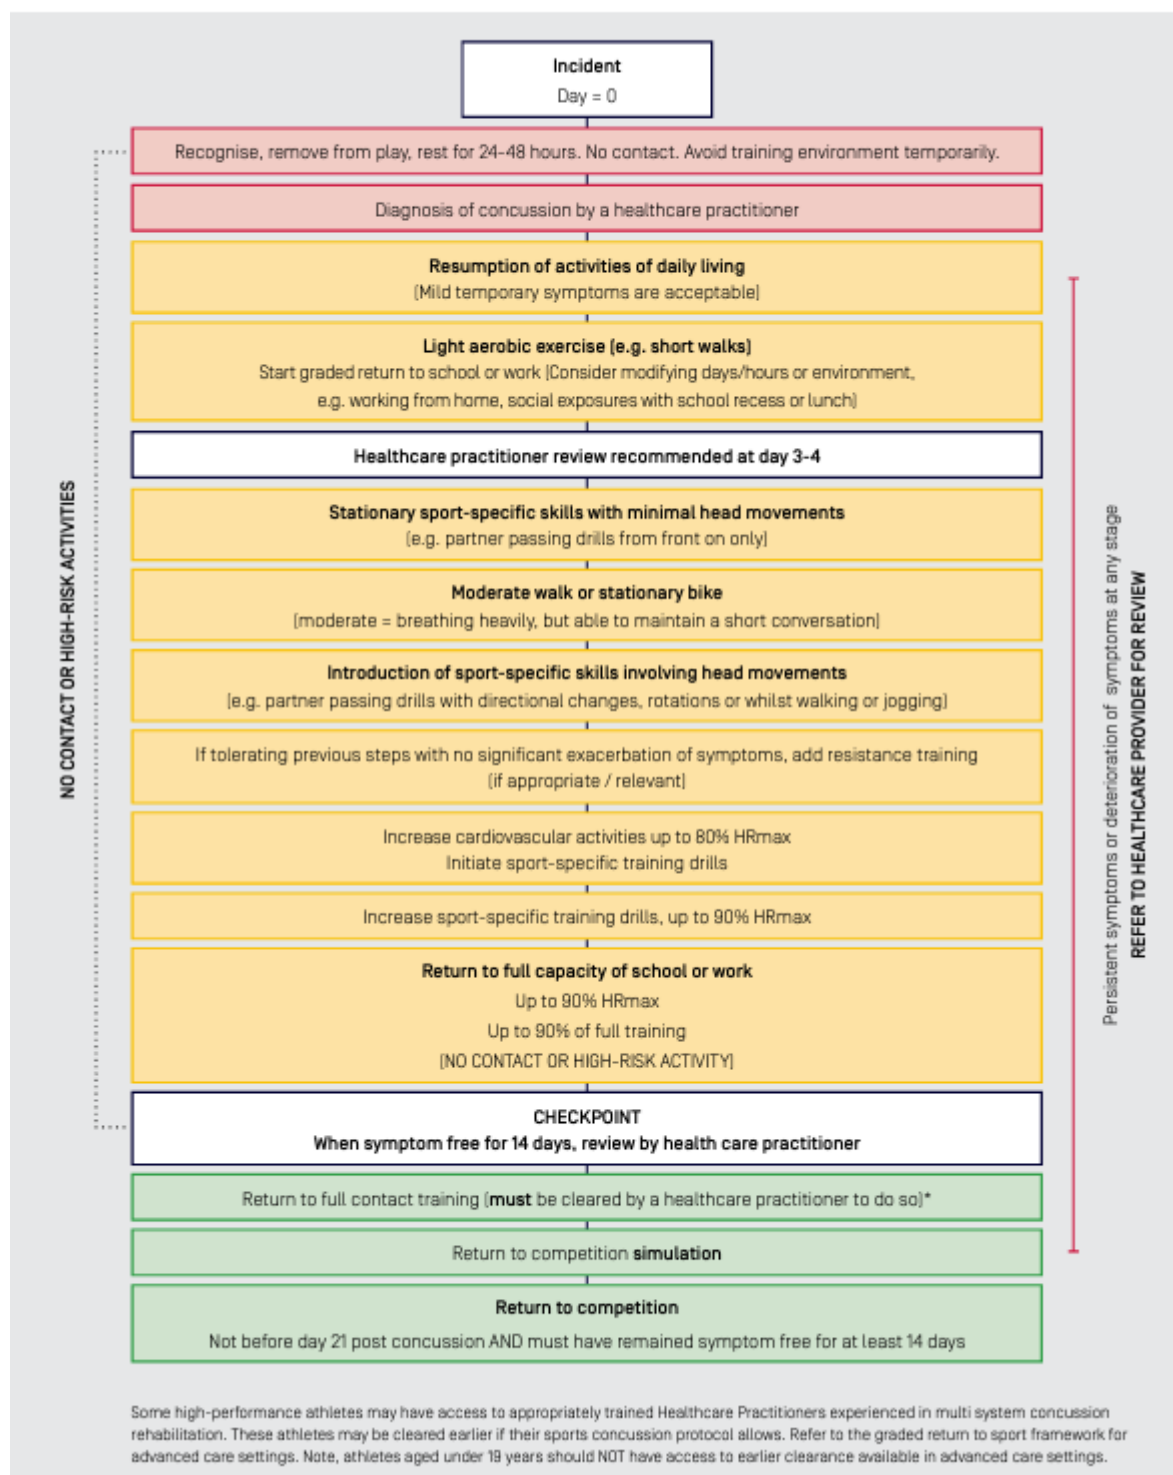 Incident
Day = 0
Recognise, remove from play, rest for 24-48 hours. No contact. Avoid training environment temporarily.
Diagnosis of concussion by a healthcare practitioner
Resumption of activities of daily living
(Mild temporary symptoms are acceptable)
Light aerobic exercise (e.g. short walks)
Start graded return to school or work (Consider modifying days/hours or environment,
e.g. working from home, social exposures with school recess or lunch)
Healthcare practitioner review recommended at day 3-4
Stationary sport-specific skills with minimal head movements
(e.g. partner passing drills from front on only)
Moderate walk or stationary bike
(moderate = breathing heavily, but able to maintain a short conversation)
Introduction of sport-specific skills involving head movements
(e.g. partner passing drills with directional changes, rotations or whilst walking or jogging)
If tolerating previous steps with no significant exacerbation of symptoms, add resistance training
(if appropriate / relevant)
Increase cardiovascular activities up to 80% HRmax
Initiate sport-specific training drills
Increase sport-specific training drills, up to 90% HRmax
Return to full capacity of school or work
Up to 90% HRmax
Up to 90% of full training
(NO CONTACT OR HIGH-RISK ACTIVITY)
CHECKPOINT
When symptom free for 14 days, review by health care practitioner
Return to full contact training (must be cleared by a healthcare practitioner to do so)*
Return to competition simulation
Return to competition
Not before day 21 post concussion AND must have remained symptom free for at least 14 days
NO CONTACT OR HIGH-RISK ACTIVITIES
Persistent symptoms or deterioration of symptoms at any stage
REFER TO HEALTHCARE PROVIDER FOR REVIEW
Some high-performance athletes may have access to appropriately trained Healthcare Practitioners experienced in multi system concussion
rehabilitation. These athletes may be cleared earlier if their sports concussion protocol allows. Refer to the graded return to sport framework for
advanced care settings. Note, athletes aged under 19 years should NOT have access to earlier clearance available in advanced care settings.